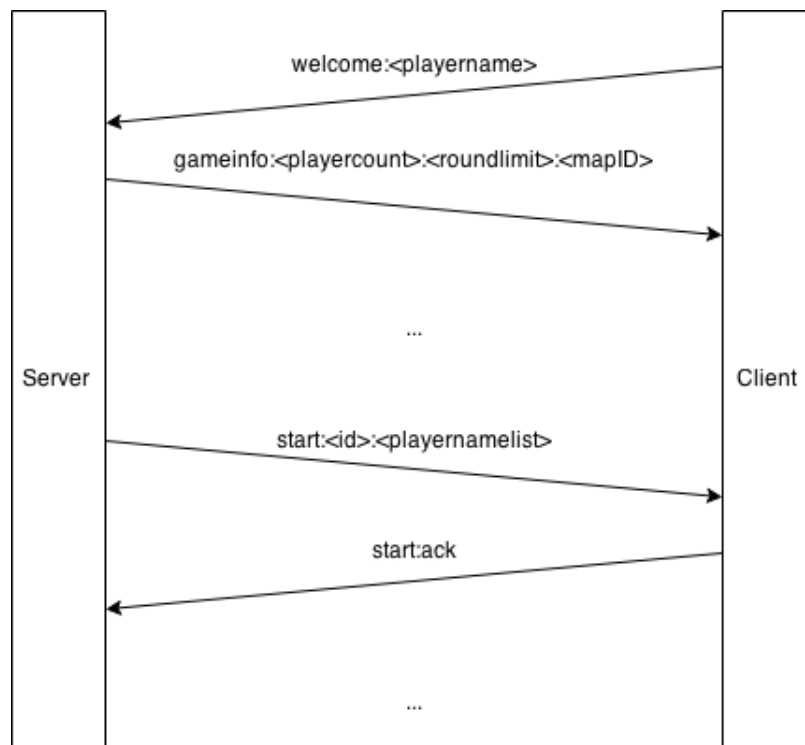 welcome:<playername>
gameinfo:<playercount>:<roundlimit>:<mapID>
...
Server
Client
start:<id>:<playernamelist>
start:ack
...